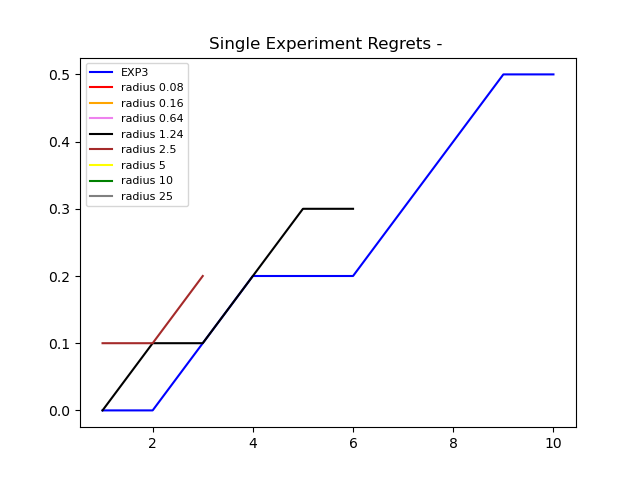 Single Experiment Regrets -
EXP3
radius 0.08
radius 0.16
radius 0.64
radius 1.24
radius 2.5
radius 5
radius 10
radius 25
0.5
0.4
0.3
0.2
0.1
0.0
2 4 6 8 10